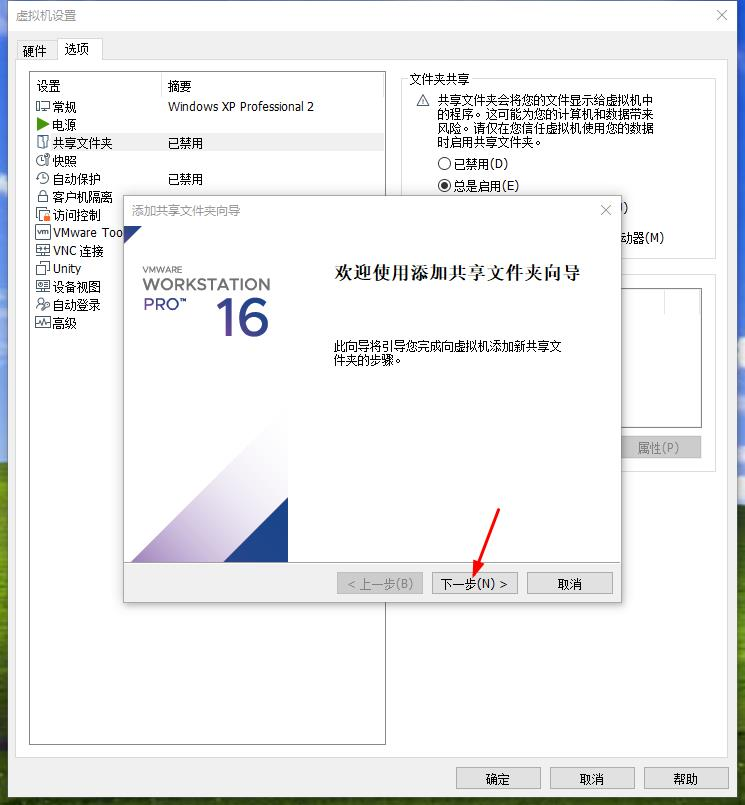 虚拟机设置
硬件 选项
设置 摘要
常规 Windows XP Professional 2
电源
共享文件夹 已禁用
快照
自动保护 已禁用
客户机隔离
访问控制
VMware Too
VNC 连接
Unity
设备视图
自动登录
高级
文件夹共享
共享文件夹会将您的文件显示给虚拟机中
的程序。这可能为您的计算机和数据带来
风险。请仅在您信任虚拟机使用您的数据
时启用共享文件夹。
已禁用(D)
总是启用(E)
动器(M)
属性(P)
添加共享文件夹向导
VMWARE
WORKSTATION
PRO™ 16
欢迎使用添加共享文件夹向导
此向导将引导您完成向虚拟机添加新共享文
件夹的步骤。
< 上一步(B) 下一步(N) > 取消
确定 取消 帮助